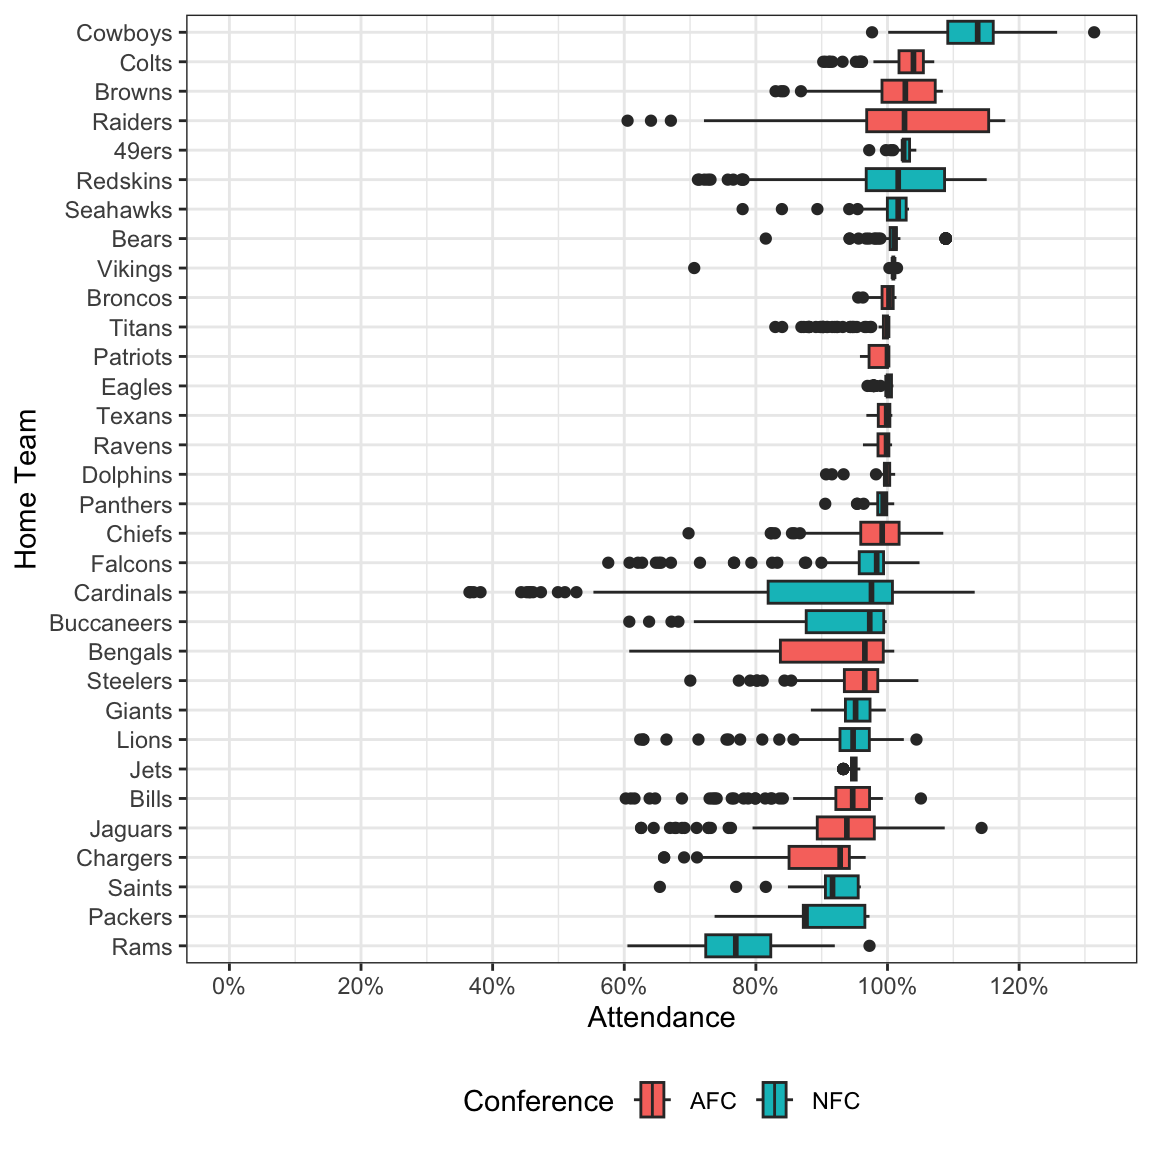 Cowboys
Colts
Browns
Raiders
49ers
Redskins
Seahawks
Bears
Vikings
Broncos
Titans
Patriots
Eagles
Texans
Ravens
Dolphins
Panthers
Chiefs
Falcons
Cardinals
Buccaneers
Bengals
Steelers
Giants
Lions
Jets
Bills
Jaguars
Chargers
Saints
Packers
Rams
Home Team
0% 20% 40% 60% 80% 100% 120%
Attendance
Conference AFC NFC